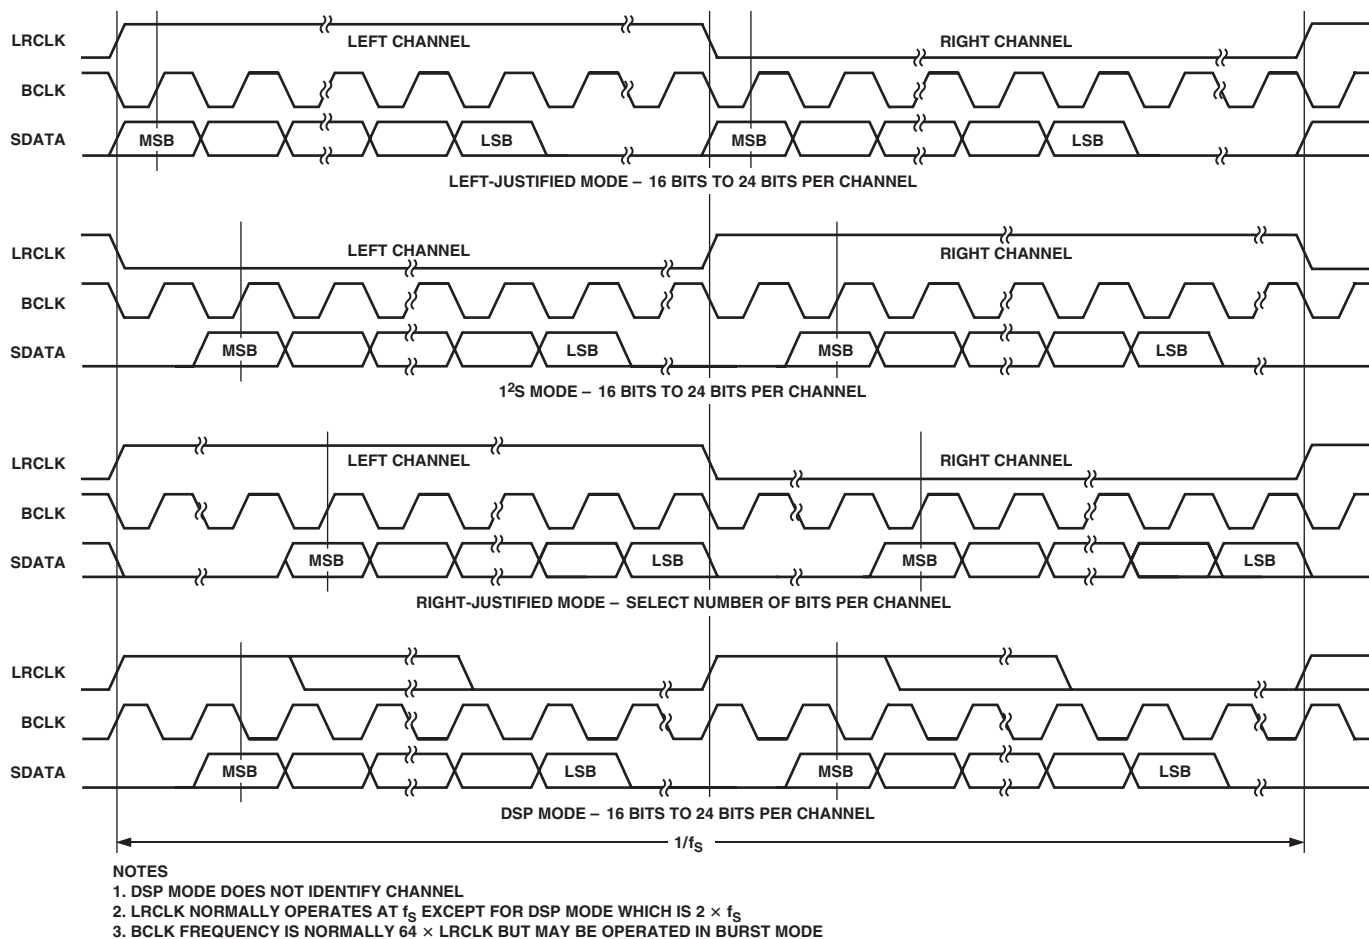 LRCLK LEFT CHANNEL RIGHT CHANNEL
BCLK
SDATA MSB LSB MSB LSB
LEFT-JUSTIFIED MODE – 16 BITS TO 24 BITS PER CHANNEL
LRCLK LEFT CHANNEL RIGHT CHANNEL
BCLK
SDATA MSB LSB MSB LSB
1²S MODE – 16 BITS TO 24 BITS PER CHANNEL
LRCLK LEFT CHANNEL RIGHT CHANNEL
BCLK
SDATA MSB LSB MSB LSB
RIGHT-JUSTIFIED MODE – SELECT NUMBER OF BITS PER CHANNEL
LRCLK
BCLK
SDATA MSB LSB MSB LSB
DSP MODE – 16 BITS TO 24 BITS PER CHANNEL
1/fS
NOTES
1. DSP MODE DOES NOT IDENTIFY CHANNEL
2. LRCLK NORMALLY OPERATES AT fS EXCEPT FOR DSP MODE WHICH IS 2 × fS
3. BCLK FREQUENCY IS NORMALLY 64 × LRCLK BUT MAY BE OPERATED IN BURST MODE